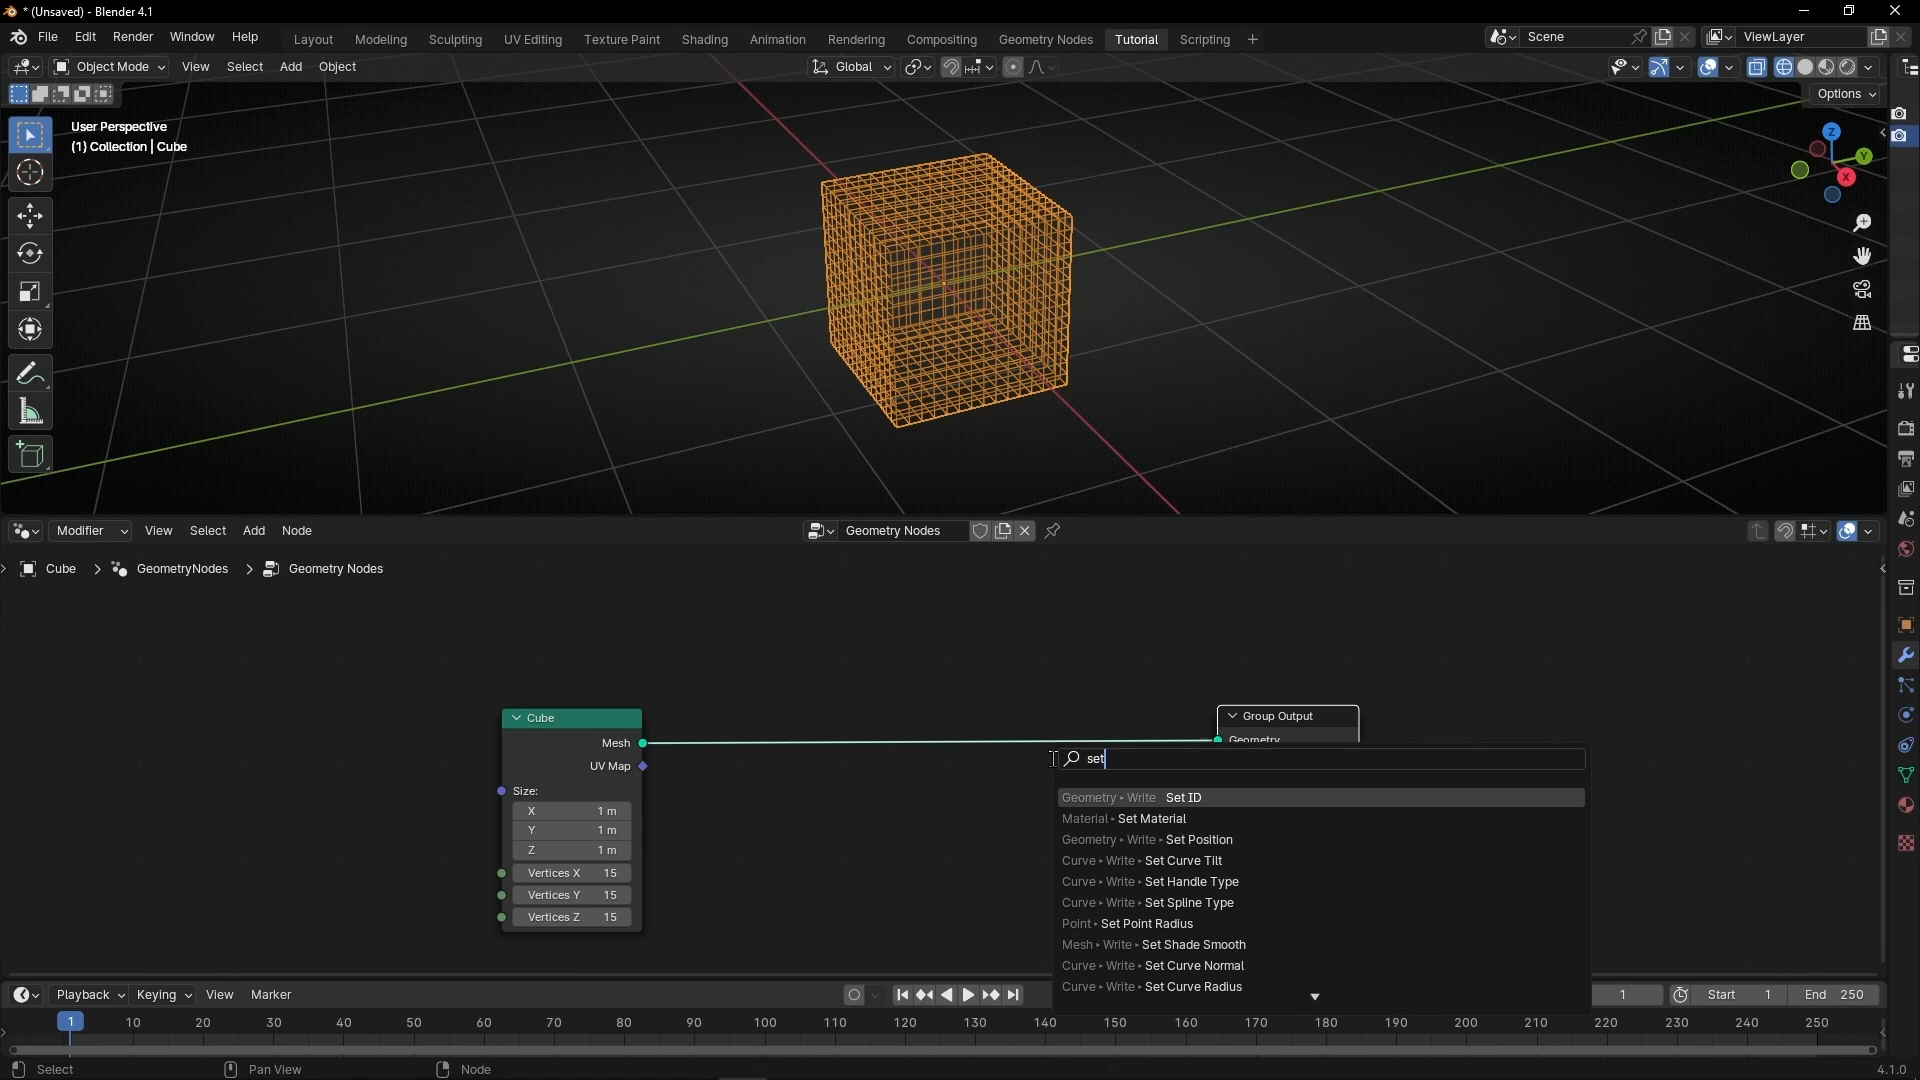 * (Unsaved) - Blender 4.1
File Edit Render Window Help
Layout Modeling Sculpting UV Editing Texture Paint Shading Animation Rendering Compositing Geometry Nodes Tutorial Scripting
Scene ViewLayer
Object Mode View Select Add Object Global
Options
User Perspective
(1) Collection | Cube
Z
Y
X
Modifier View Select Add Node Geometry Nodes
Cube GeometryNodes Geometry Nodes
Cube
Mesh
UV Map
Size:
X 1 m
Y 1 m
Z 1 m
Vertices X 15
Vertices Y 15
Vertices Z 15
Group Output
Geometry
set
Geometry Write Set ID
Material Set Material
Geometry Write Set Position
Curve Write Set Curve Tilt
Curve Write Set Handle Type
Curve Write Set Spline Type
Point Set Point Radius
Mesh Write Set Shade Smooth
Curve Write Set Curve Normal
Curve Write Set Curve Radius
Playback Keying View Marker 1 Start 1 End 250
1 10 20 30 40 50 60 70 80 90 100 110 120 130 140 150 160 170 180 190 200 210 220 230 240 250
Select Pan View Node 4.1.0